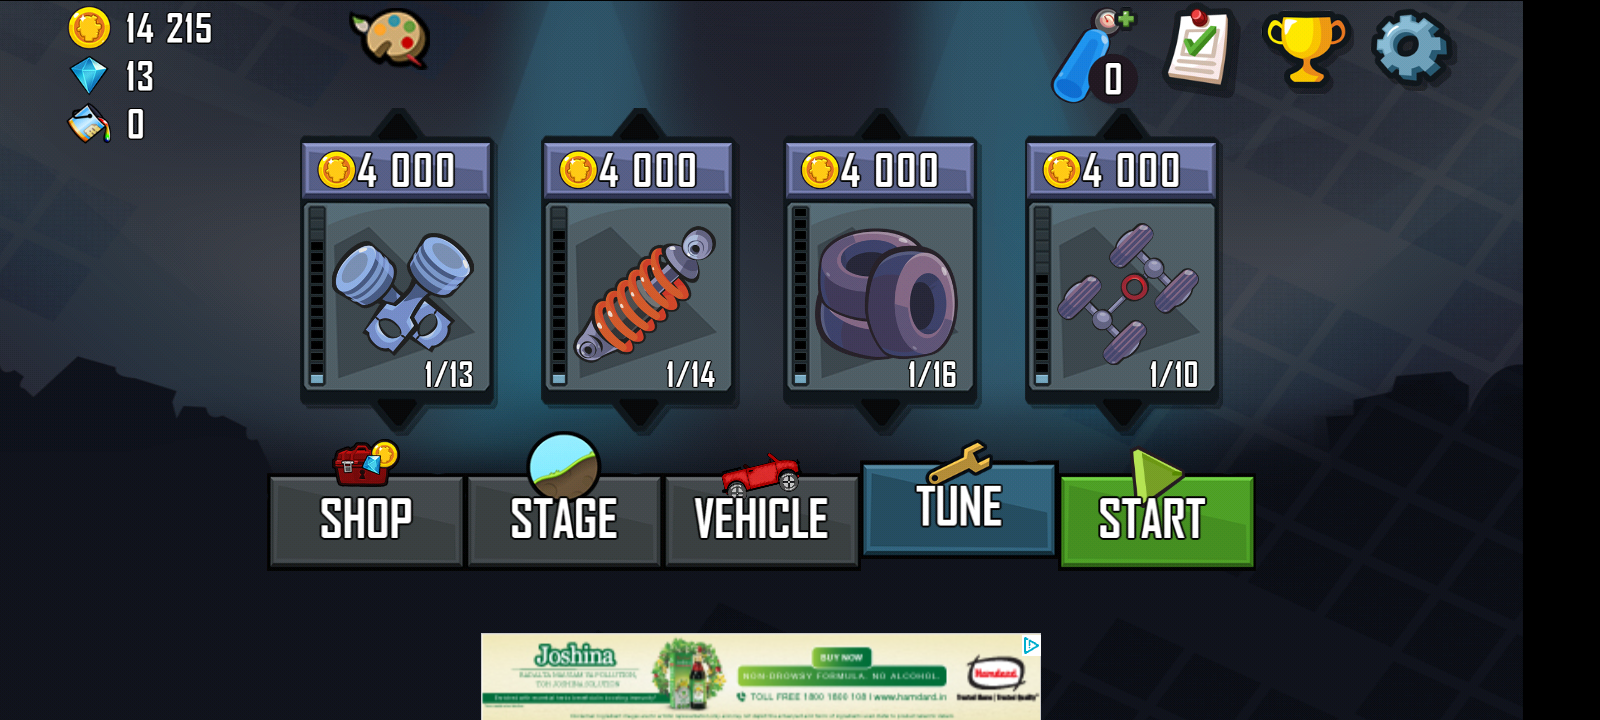 14 215
13
0
0
4 000
4 000
4 000
4 000
1/13
1/14
1/16
1/10
SHOP
STAGE
VEHICLE
TUNE
START
Joshina
BUY NOW
NON-DROWSY FORMULA. NO ALCOHOL.
TOLL FREE 1800 1800 108 | www.hamdard.in
Hamdard